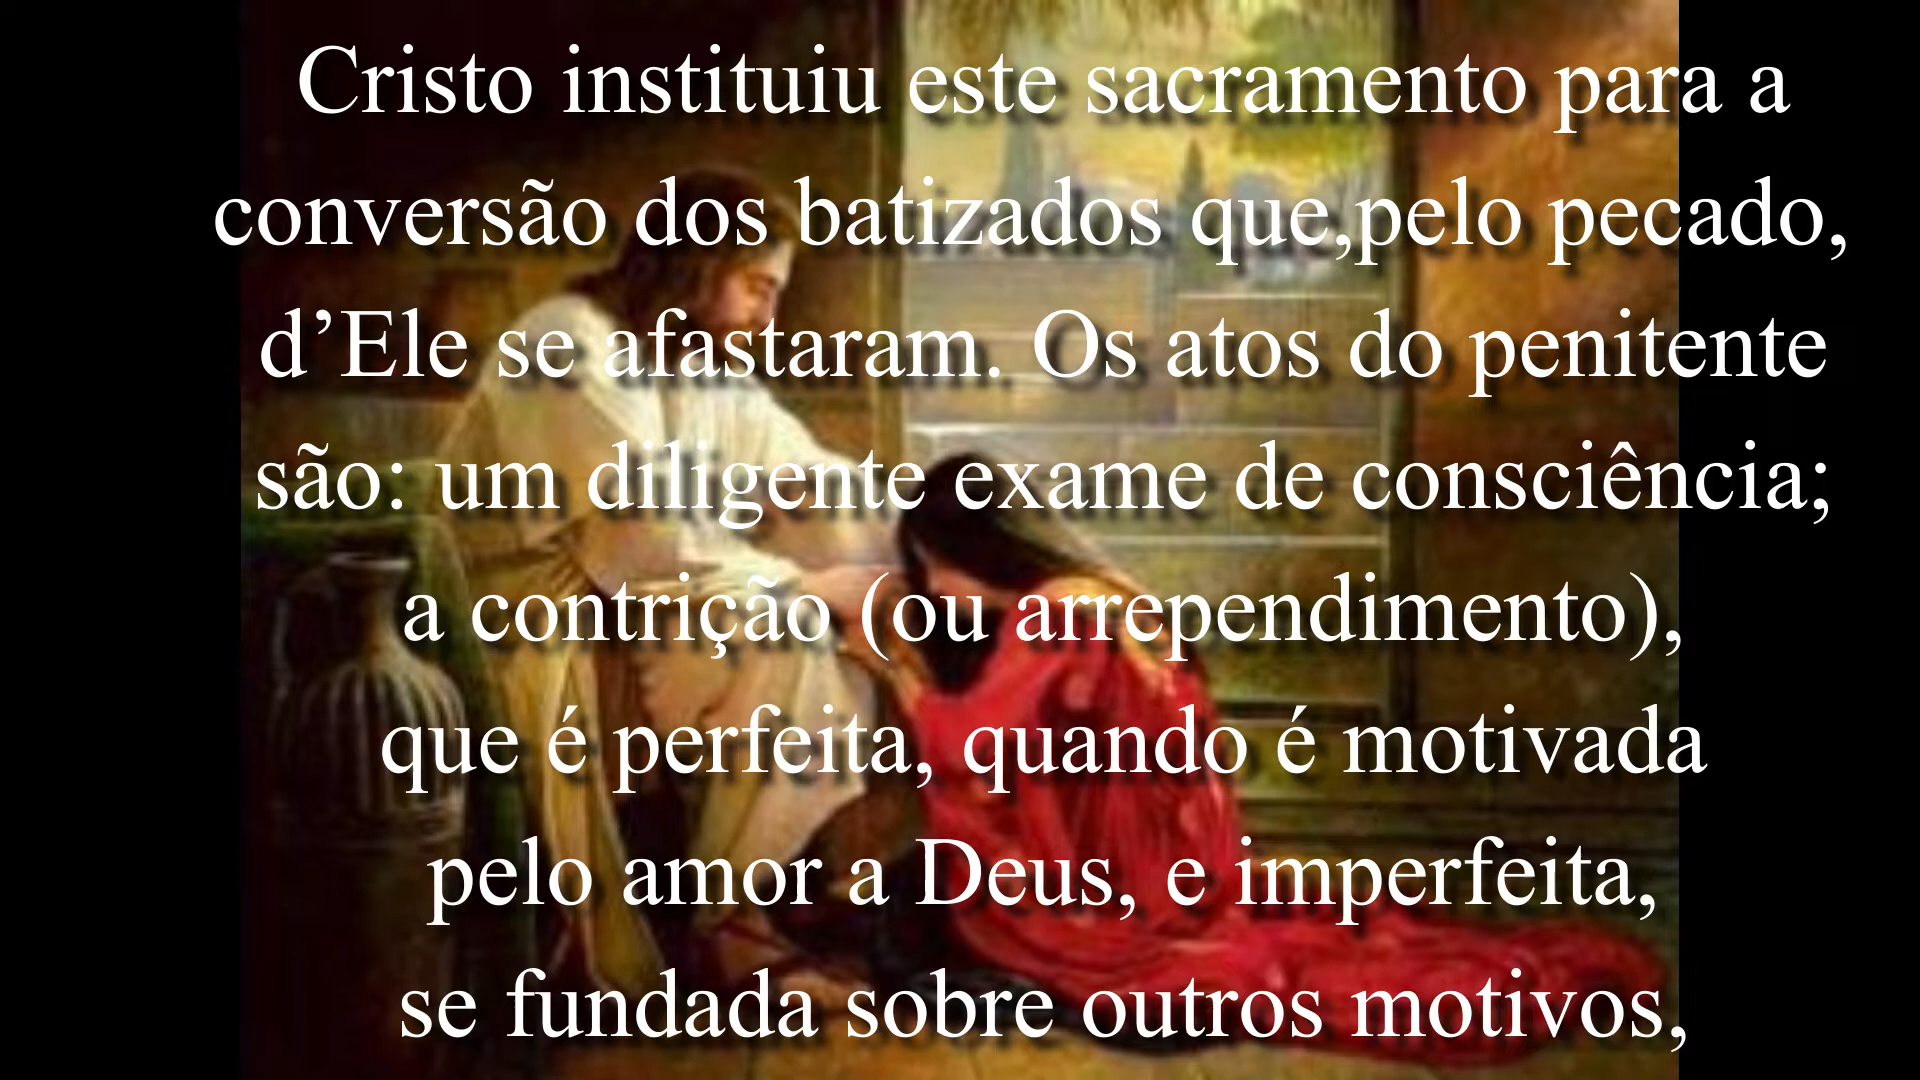 Cristo instituiu este sacramento para a
conversão dos batizados que,pelo pecado,
d’Ele se afastaram. Os atos do penitente
são: um diligente exame de consciência;
a contrição (ou arrependimento),
que é perfeita, quando é motivada
pelo amor a Deus, e imperfeita,
se fundada sobre outros motivos,